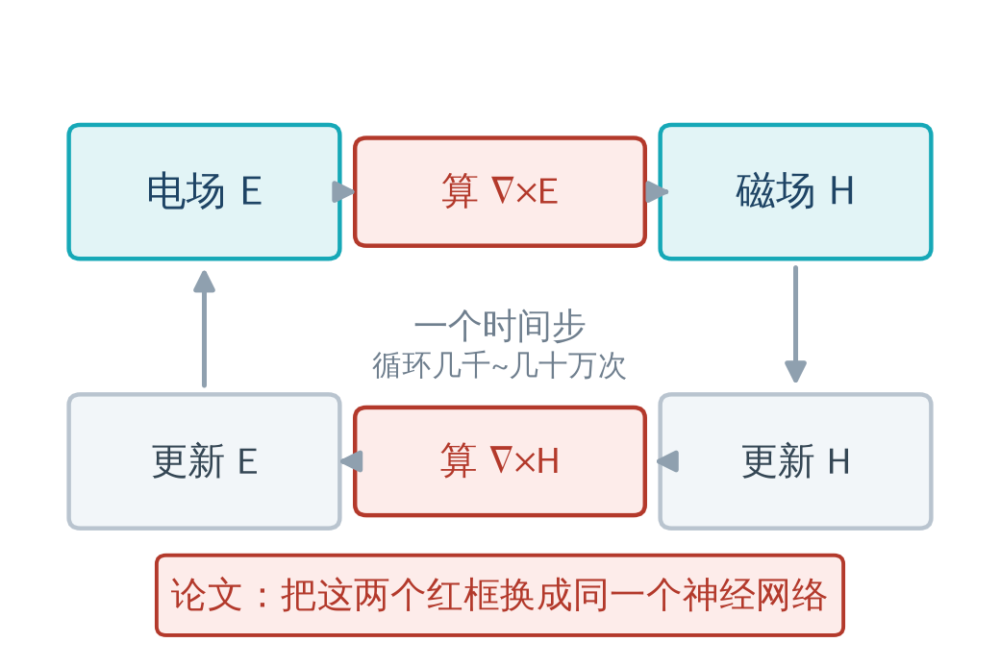 电场 E
算 ∇×E
磁场 H
一个时间步
循环几千~几十万次
更新 E
算 ∇×H
更新 H
论文：把这两个红框换成同一个神经网络